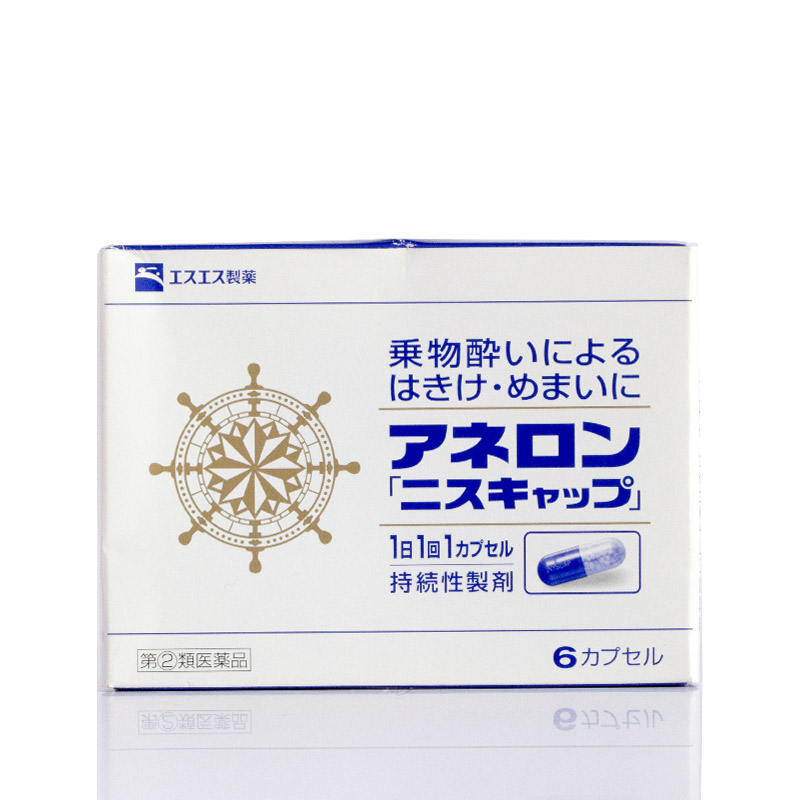 エスエス製薬
乗物酔いによる
はきけ・めまいに
アネロン
「ニスキャップ」
1日1回1カプセル
持続性製剤
第②類医薬品
6カプセル